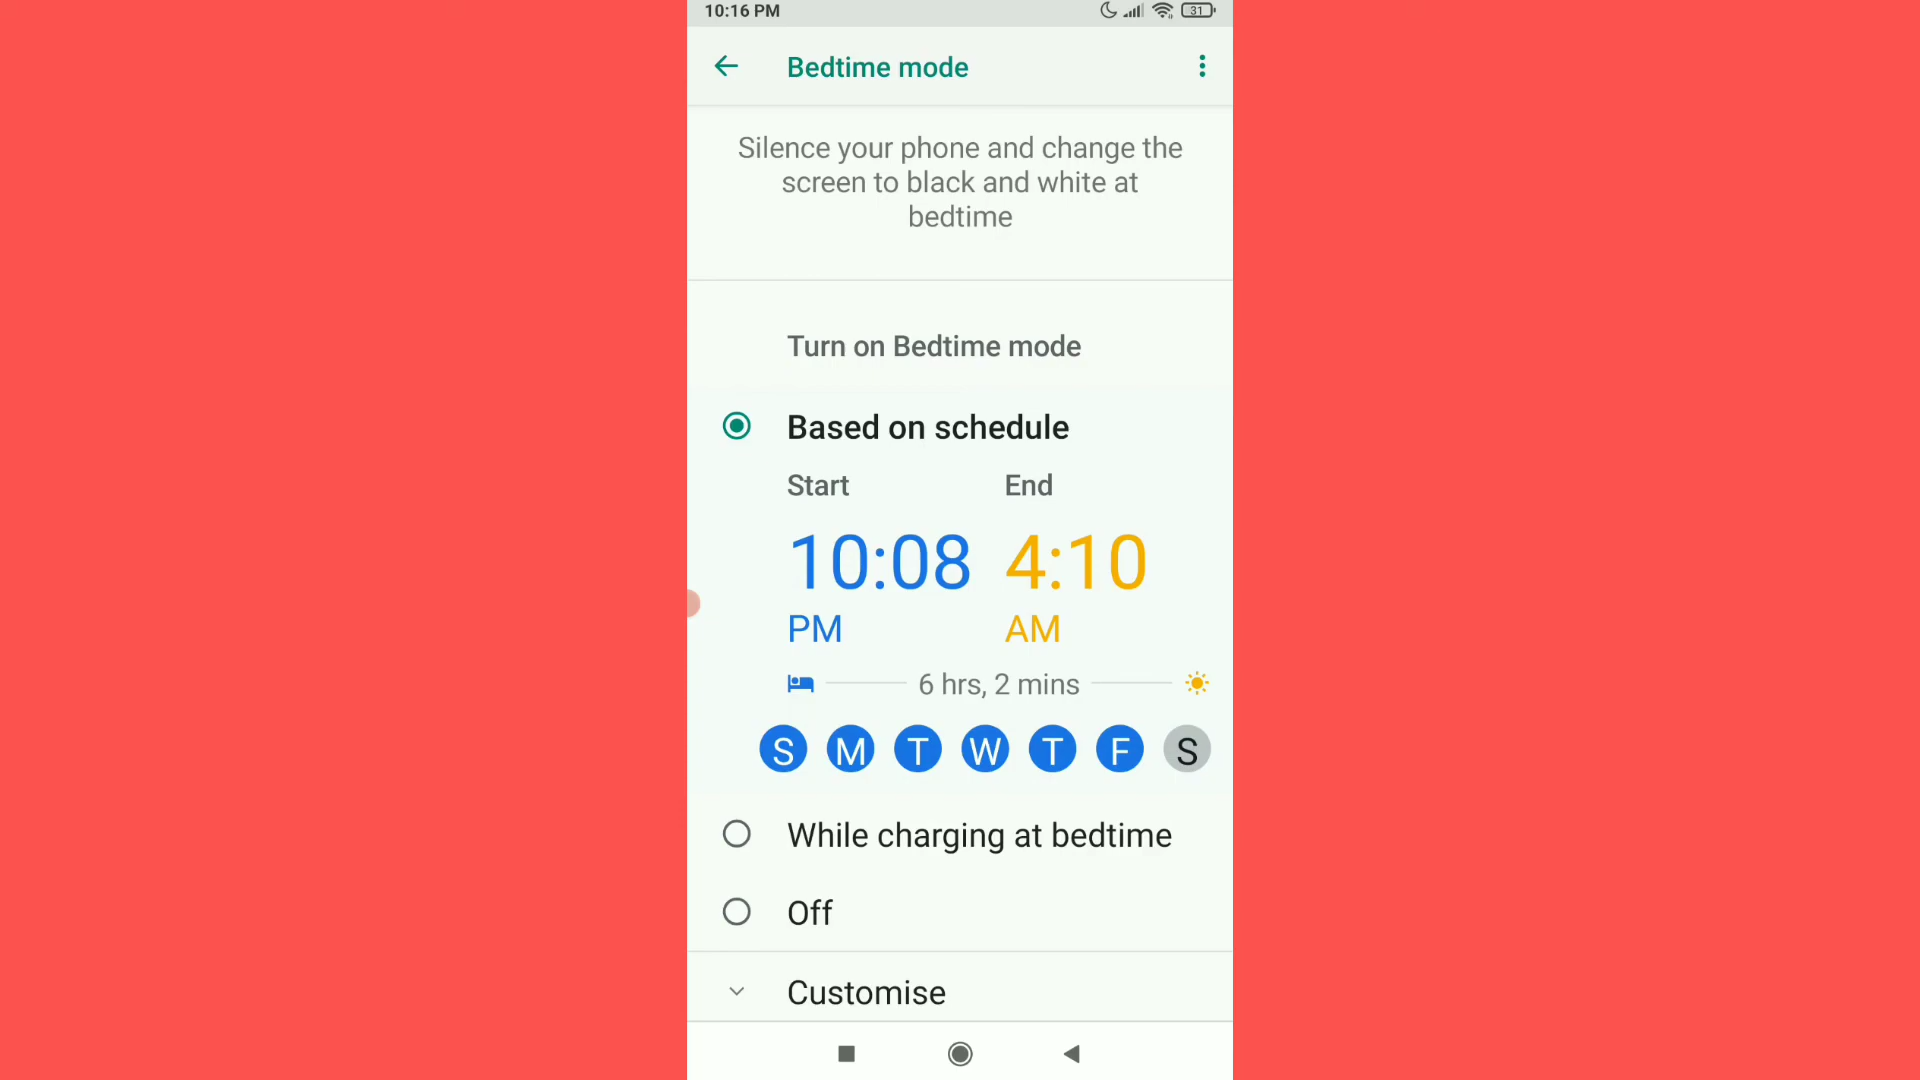 10:16 PM 31
Bedtime mode
Silence your phone and change the
screen to black and white at
bedtime
Turn on Bedtime mode
Based on schedule
Start End
10:08 4:10
PM AM
6 hrs, 2 mins
S M T W T F S
While charging at bedtime
Off
Customise